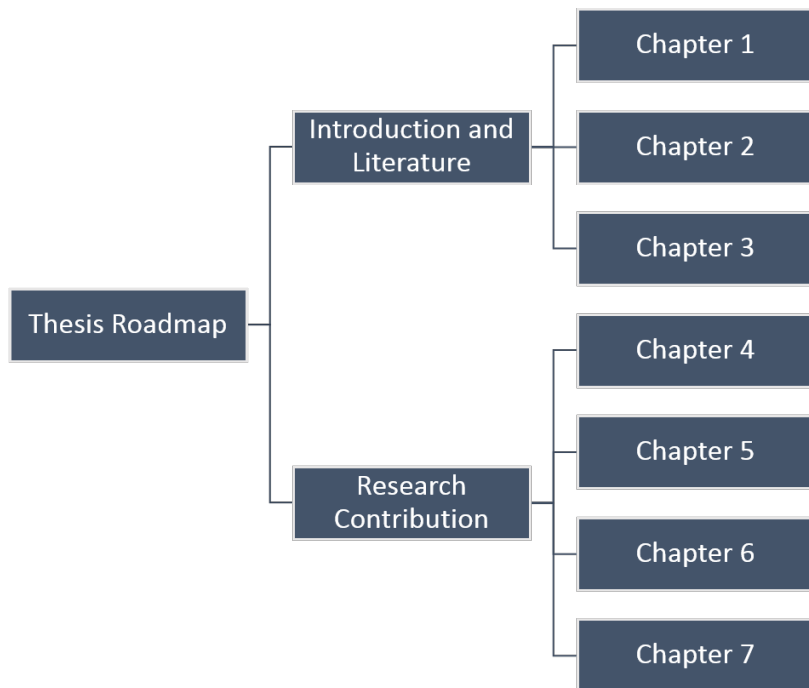 Thesis Roadmap
Introduction and
Literature
Chapter 1
Chapter 2
Chapter 3
Research
Contribution
Chapter 4
Chapter 5
Chapter 6
Chapter 7